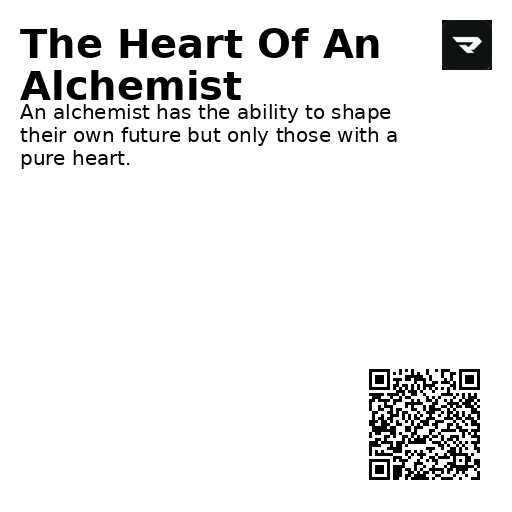 The Heart Of An
Alchemist
An alchemist has the ability to shape
their own future but only those with a
pure heart.